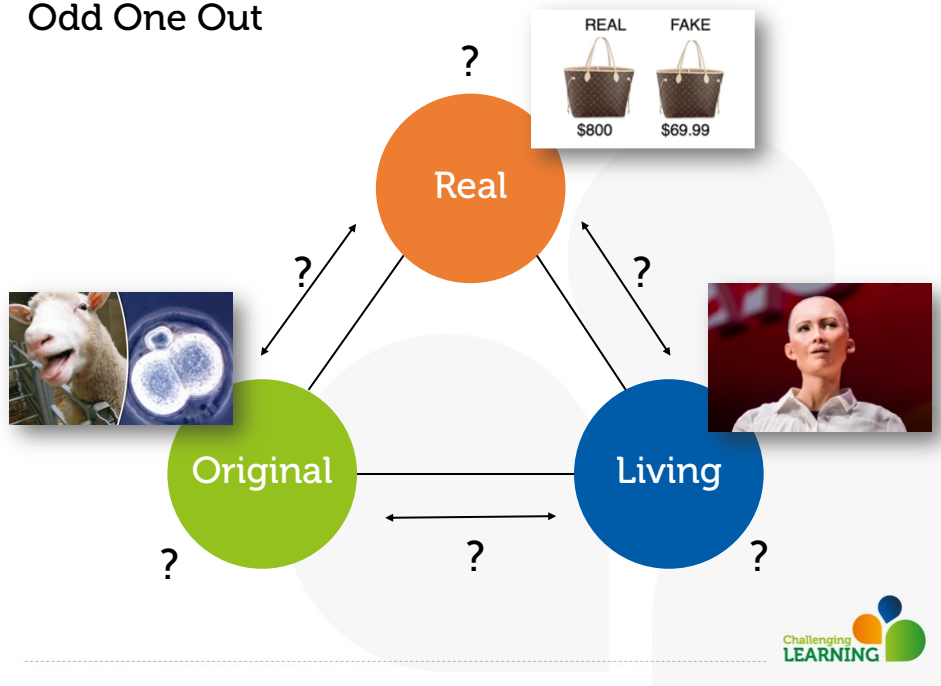 Odd One Out
REAL FAKE
$800 $69.99
?
Real
?
?
Original
Living
?
?
?
Challenging
LEARNING